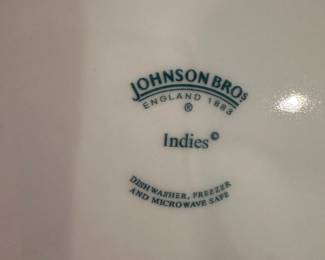 JOHNSON BROS
ENGLAND 1883
®
Indies©
DISHWASHER, FREEZER
AND MICROWAVE SAFE